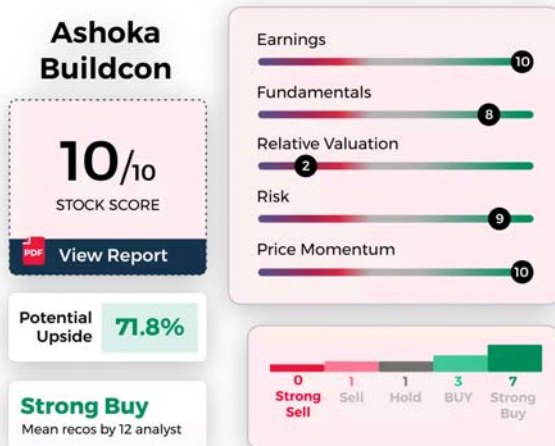 Ashoka
Buildcon
10/10
STOCK SCORE
PDF
View Report
Potential
Upside
71.8%
Strong Buy
Mean recos by 12 analyst
Earnings
10
Fundamentals
8
Relative Valuation
2
Risk
9
Price Momentum
10
0 1 1 3 7
Strong Sell Hold BUY Strong
Sell Buy